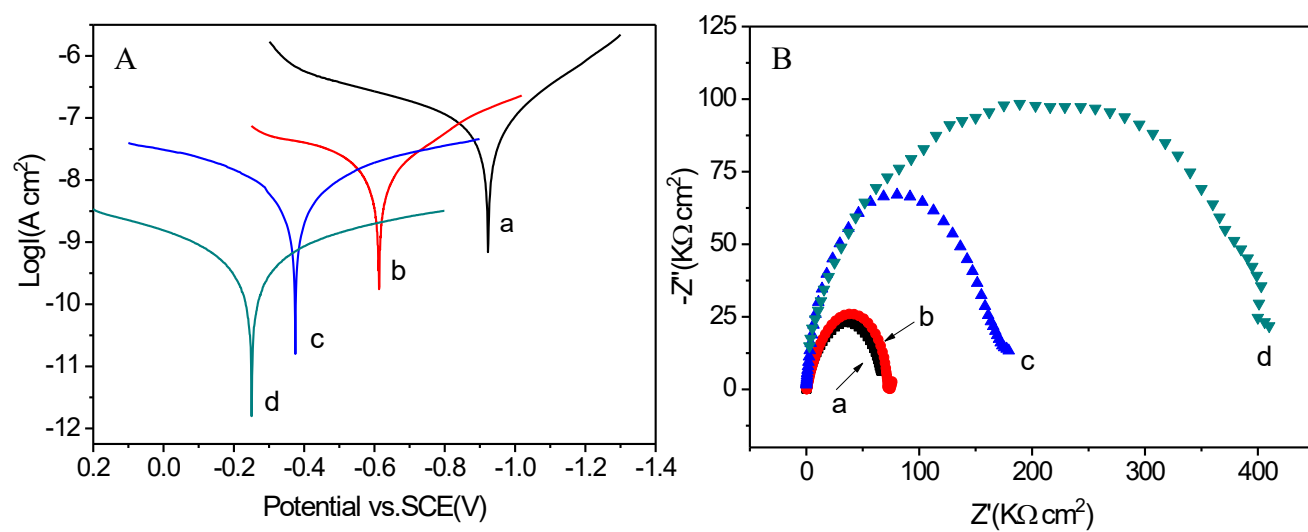 A
-6
-7
-8
-9
-10
-11
-12
LogI(A cm²)
a
b
c
d
0.2 0.0 -0.2 -0.4 -0.6 -0.8 -1.0 -1.2 -1.4
Potential vs.SCE(V)
B
125
100
75
50
25
0
-Z"(KΩ cm²)
b
a
c
d
0 100 200 300 400
Z'(KΩ cm²)